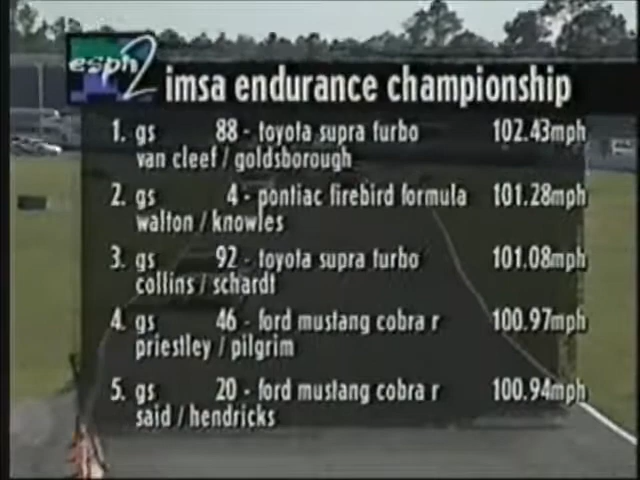 espn2 imsa endurance championship
1. gs 88 - toyota supra turbo 102.43mph
van cleef / goldsborough
2. gs 4 - pontiac firebird formula 101.28mph
walton / knowles
3. gs 92 - toyota supra turbo 101.08mph
collins / schardt
4. gs 46 - ford mustang cobra r 100.97mph
priestley / pilgrim
5. gs 20 - ford mustang cobra r 100.94mph
said / hendricks